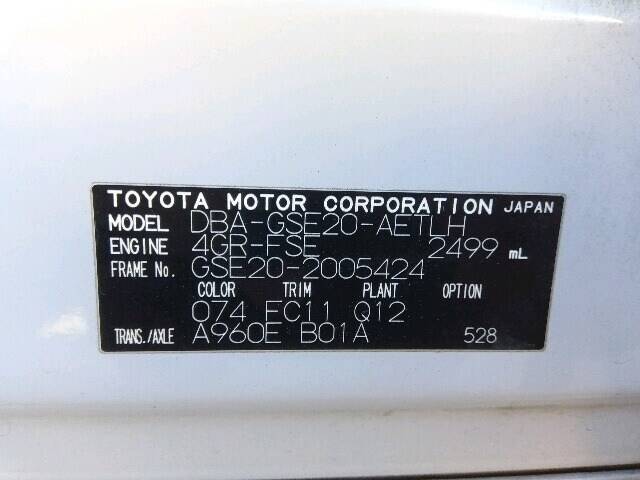 TOYOTA MOTOR CORPORATION JAPAN
MODEL DBA-GSE20-AETLH
ENGINE 4GR-FSE 2499 mL
FRAME No. GSE20-2005424
COLOR TRIM PLANT OPTION
074 FC11 Q12
TRANS./AXLE A960E B01A 528